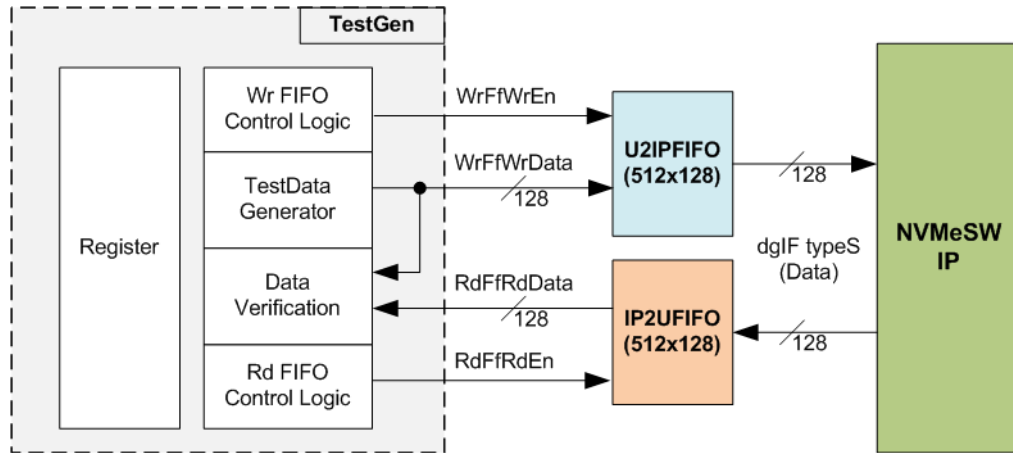 TestGen
Register
Wr FIFO
Control Logic
TestData
Generator
Data
Verification
Rd FIFO
Control Logic
WrFfWrEn
WrFfWrData
128
RdFfRdData
128
RdFfRdEn
U2IPFIFO
(512x128)
IP2UFIFO
(512x128)
128
dgIF typeS
(Data)
128
NVMeSW
IP